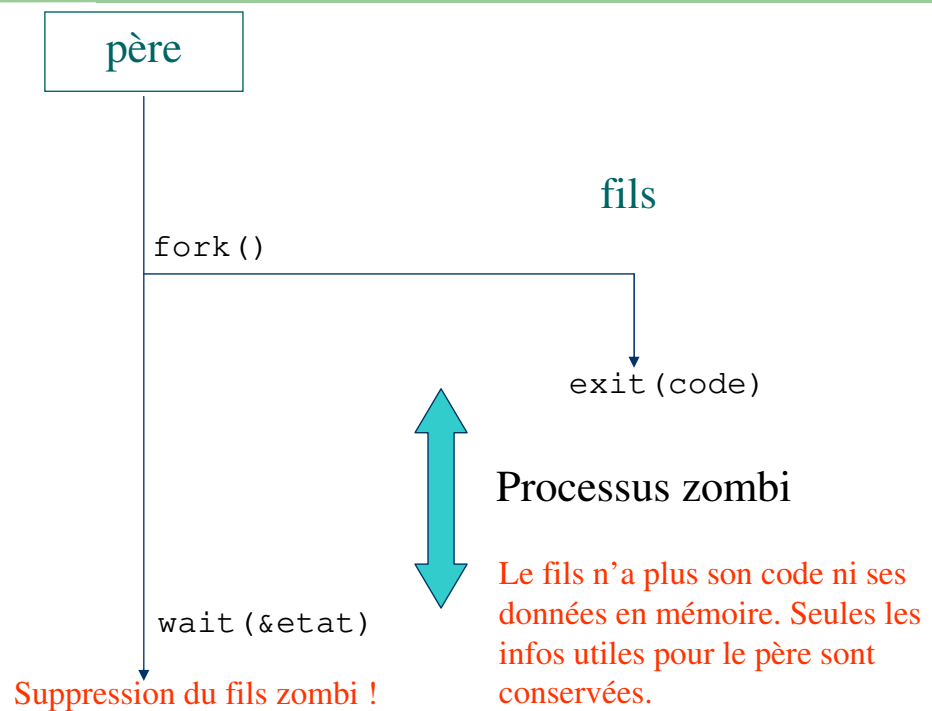 père
fils
fork()
exit(code)
Processus zombi
Le fils n’a plus son code ni ses
données en mémoire. Seules les
infos utiles pour le père sont
conservées.
wait(&etat)
Suppression du fils zombi !